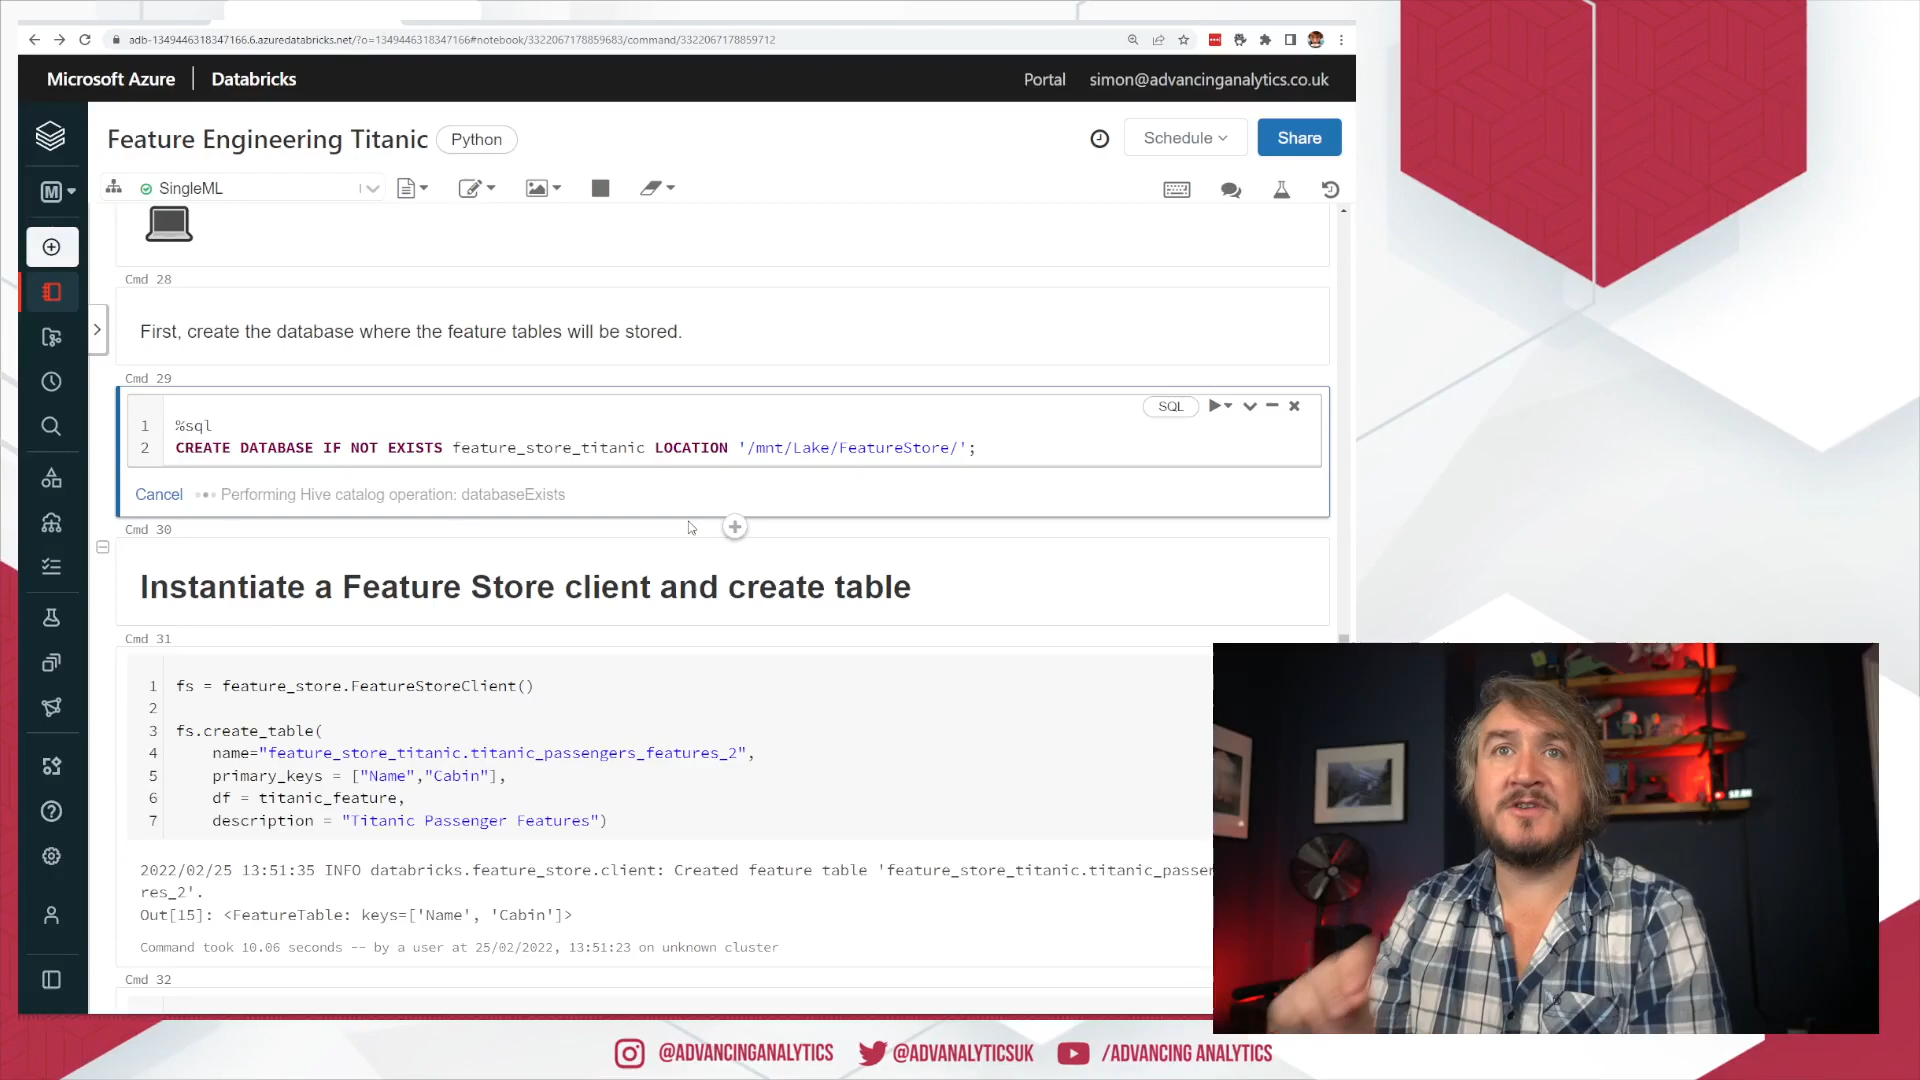 adb-1349446318347166.6.azuredatabricks.net/?o=1349446318347166#notebook/3322067178859683/command/3322067178859712
Microsoft Azure | Databricks
Portal simon@advancinganalytics.co.uk
Feature Engineering Titanic Python
Schedule Share
SingleML
Cmd 28
First, create the database where the feature tables will be stored.
Cmd 29
SQL
1 %sql
2 CREATE DATABASE IF NOT EXISTS feature_store_titanic LOCATION '/mnt/Lake/FeatureStore/';
Cancel Performing Hive catalog operation: databaseExists
Cmd 30
Instantiate a Feature Store client and create table
Cmd 31
1 fs = feature_store.FeatureStoreClient()
2
3 fs.create_table(
4 name="feature_store_titanic.titanic_passengers_features_2",
5 primary_keys = ["Name","Cabin"],
6 df = titanic_feature,
7 description = "Titanic Passenger Features")
2022/02/25 13:51:35 INFO databricks.feature_store.client: Created feature table 'feature_store_titanic.titanic_passen
res_2'.
Out[15]: <FeatureTable: keys=['Name', 'Cabin']>
Command took 10.06 seconds -- by a user at 25/02/2022, 13:51:23 on unknown cluster
Cmd 32
@ADVANCINGANALYTICS @ADVANALYTICSUK /ADVANCING ANALYTICS